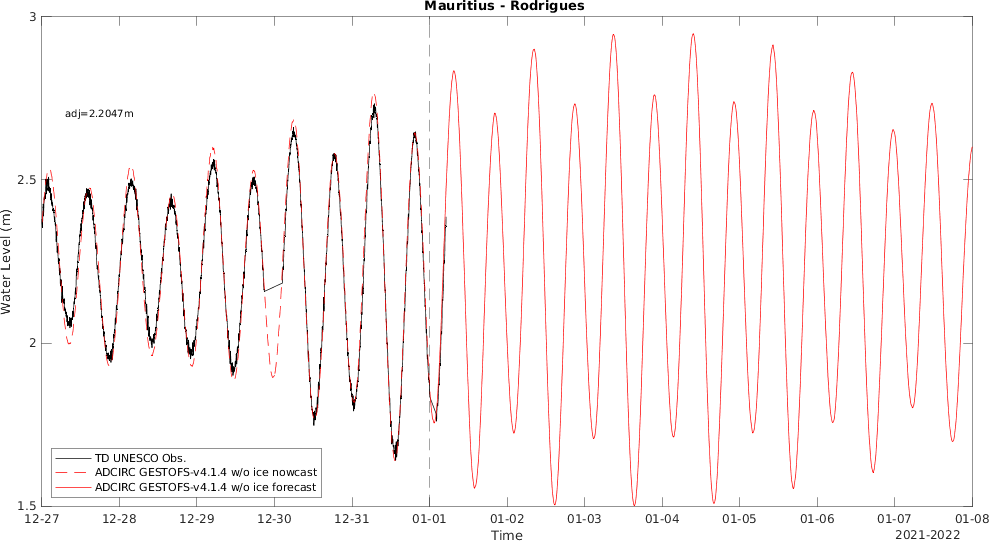 Mauritius - Rodrigues
3
2.5
2
1.5
Water Level (m)
adj=2.2047m
TD UNESCO Obs.
ADCIRC GESTOFS-v4.1.4 w/o ice nowcast
ADCIRC GESTOFS-v4.1.4 w/o ice forecast
12-27 12-28 12-29 12-30 12-31 01-01 01-02 01-03 01-04 01-05 01-06 01-07 01-08
Time
2021-2022